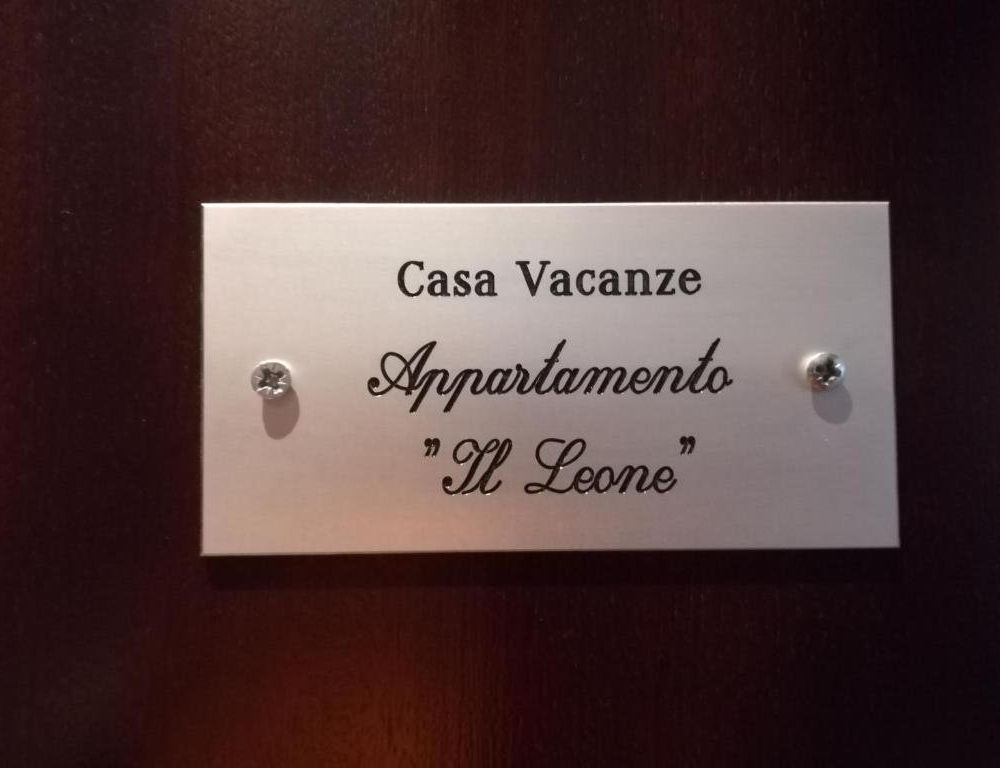 Casa Vacanze
Appartamento
"Il Leone"